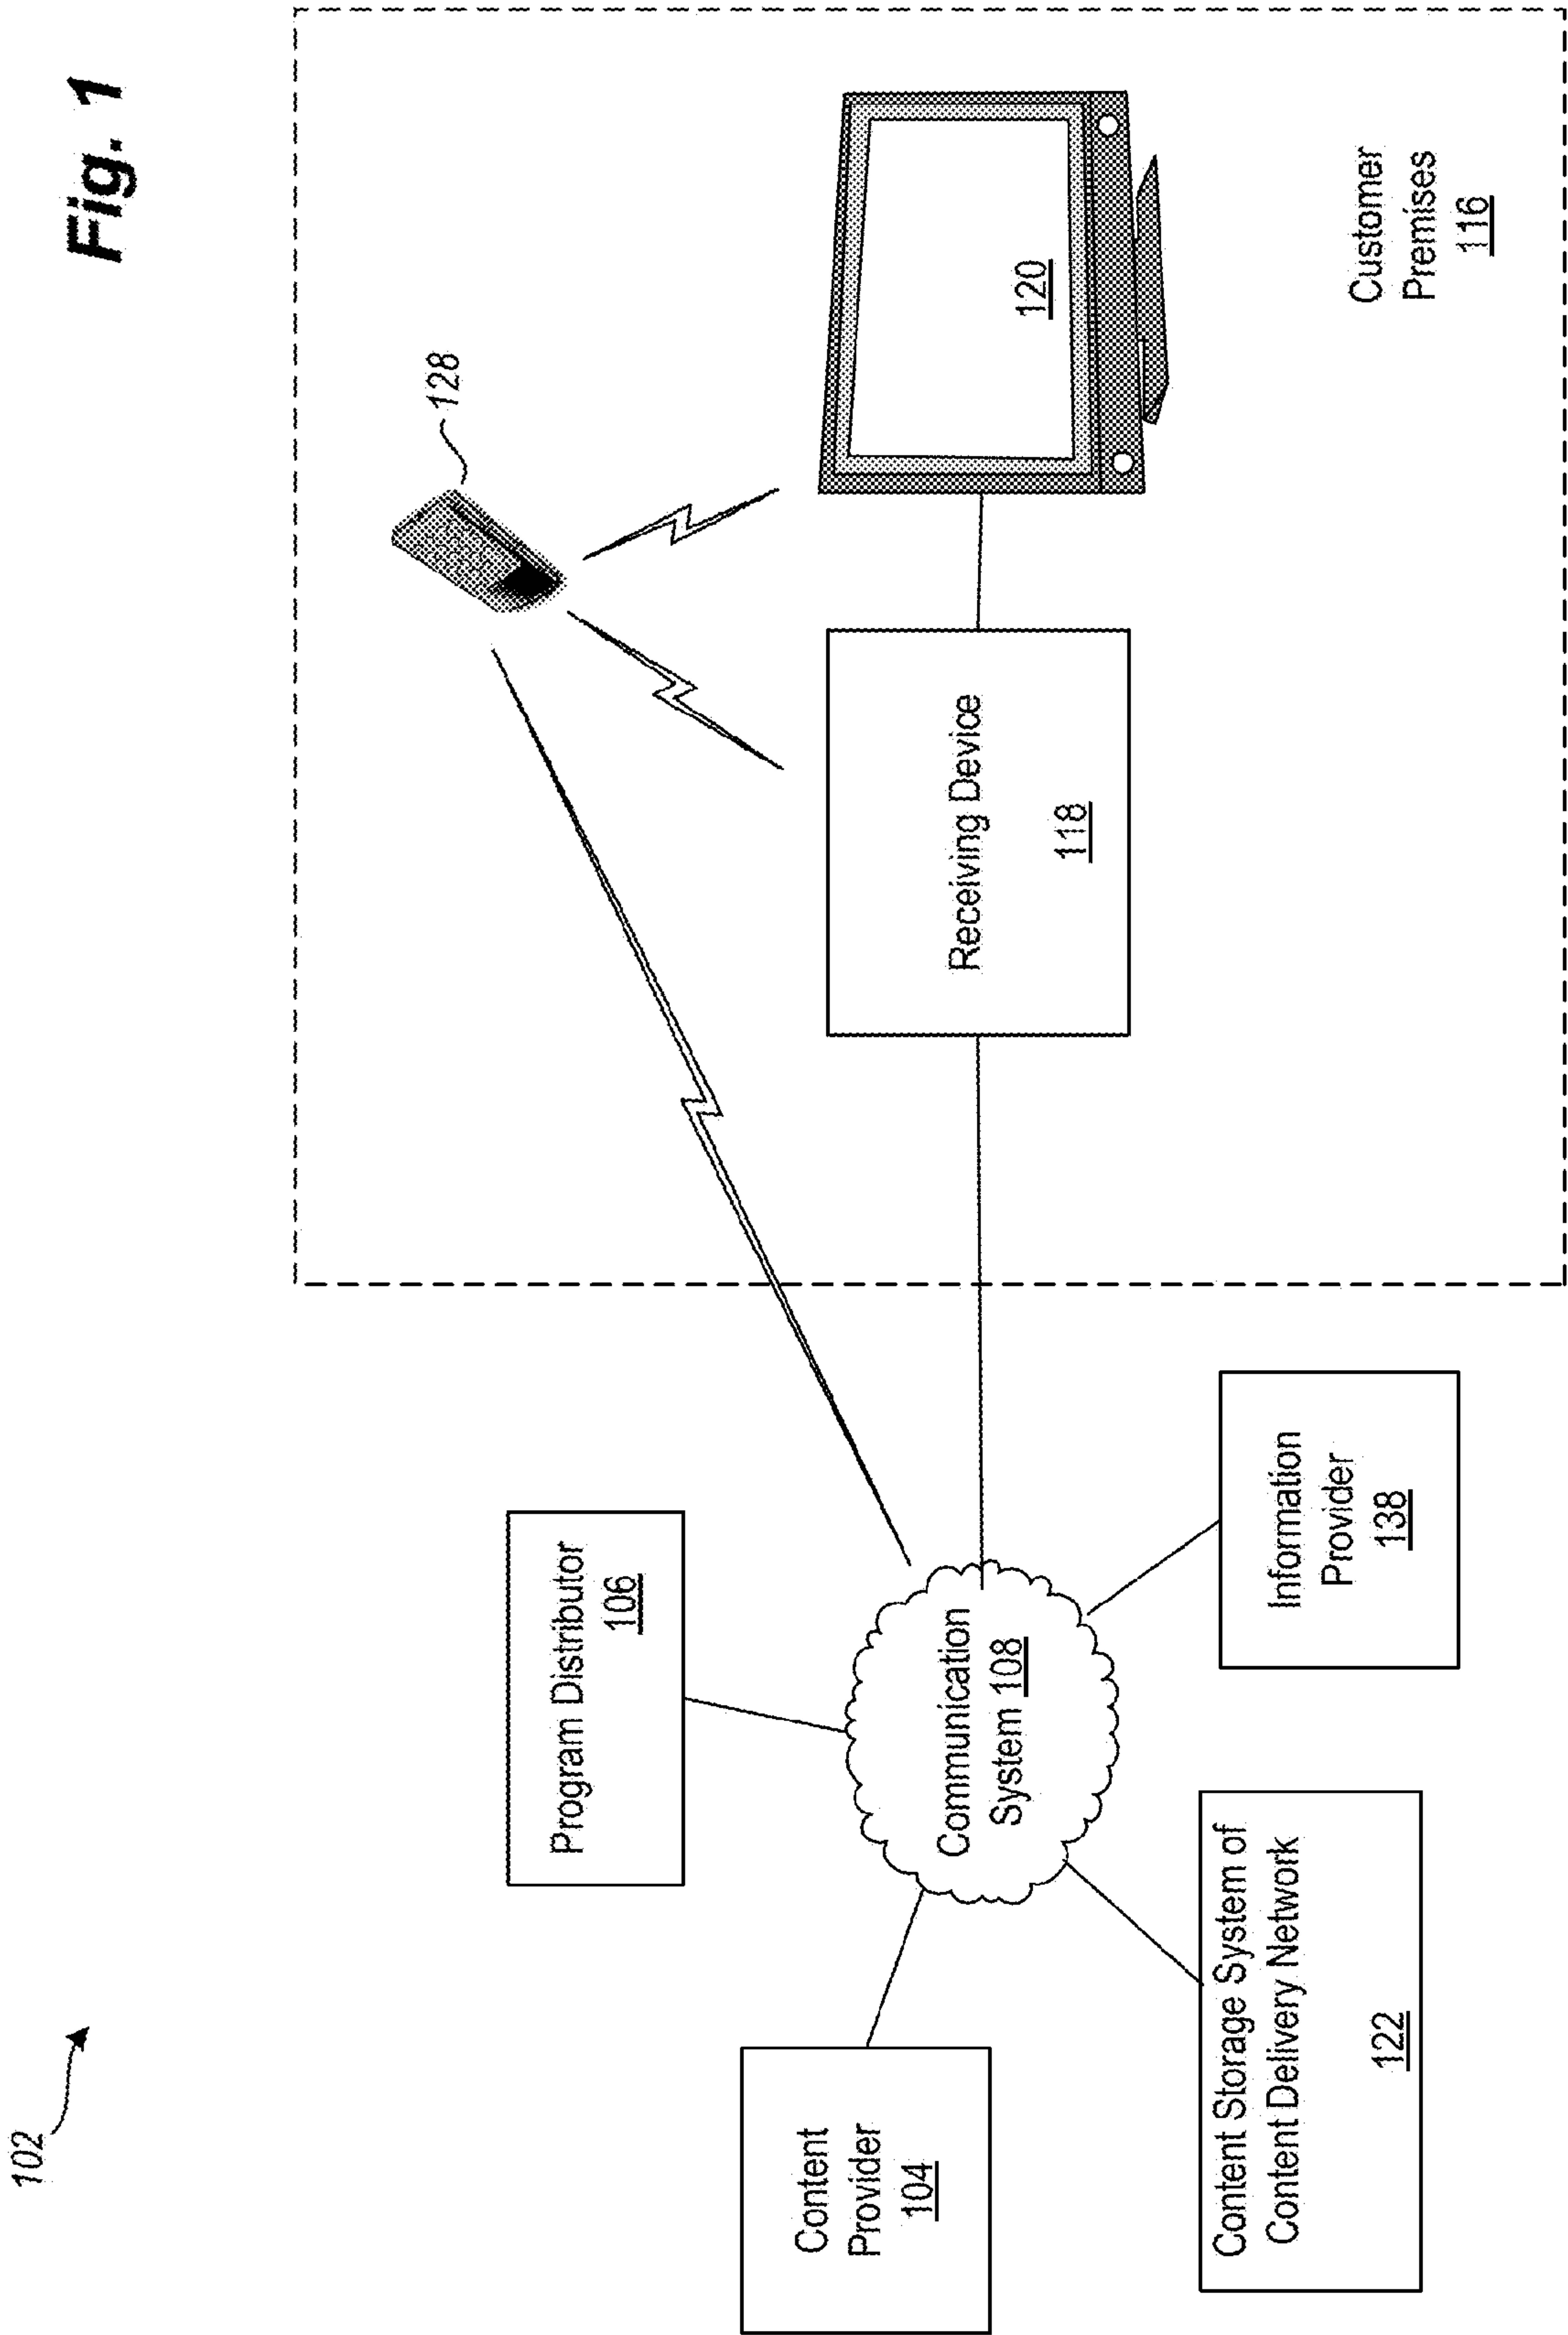 Fig. 1
102
128
120
Customer
Premises
116
Receiving Device
118
Program Distributor
106
Communication
System 108
Content
Provider
104
Information
Provider
138
Content Storage System of
Content Delivery Network
122